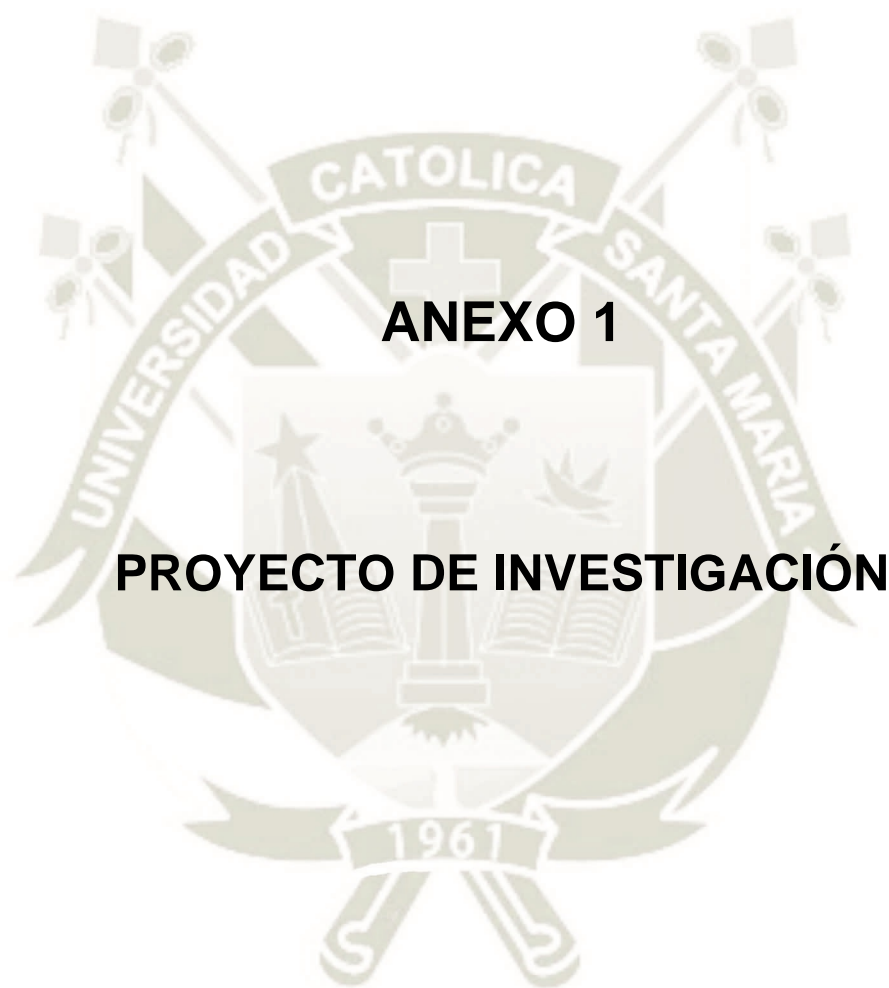 CATOLICA
UNIVERSIDAD
SANTA MARIA
ANEXO 1
PROYECTO DE INVESTIGACIÓN
1961